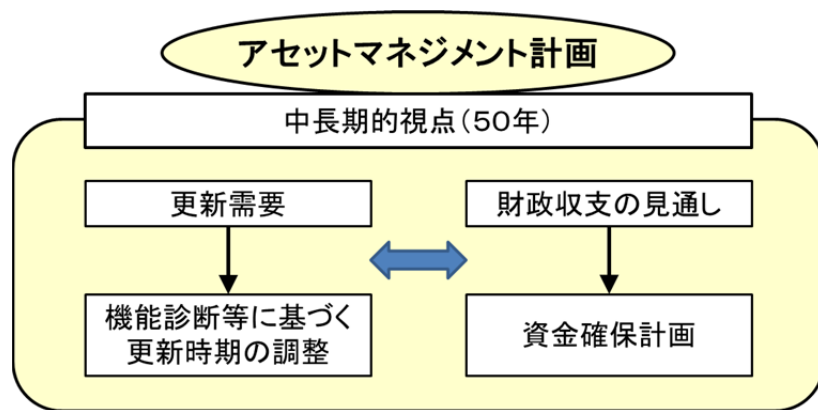 アセットマネジメント計画
中長期的視点(50年)
更新需要
財政収支の見通し
機能診断等に基づく
更新時期の調整
資金確保計画